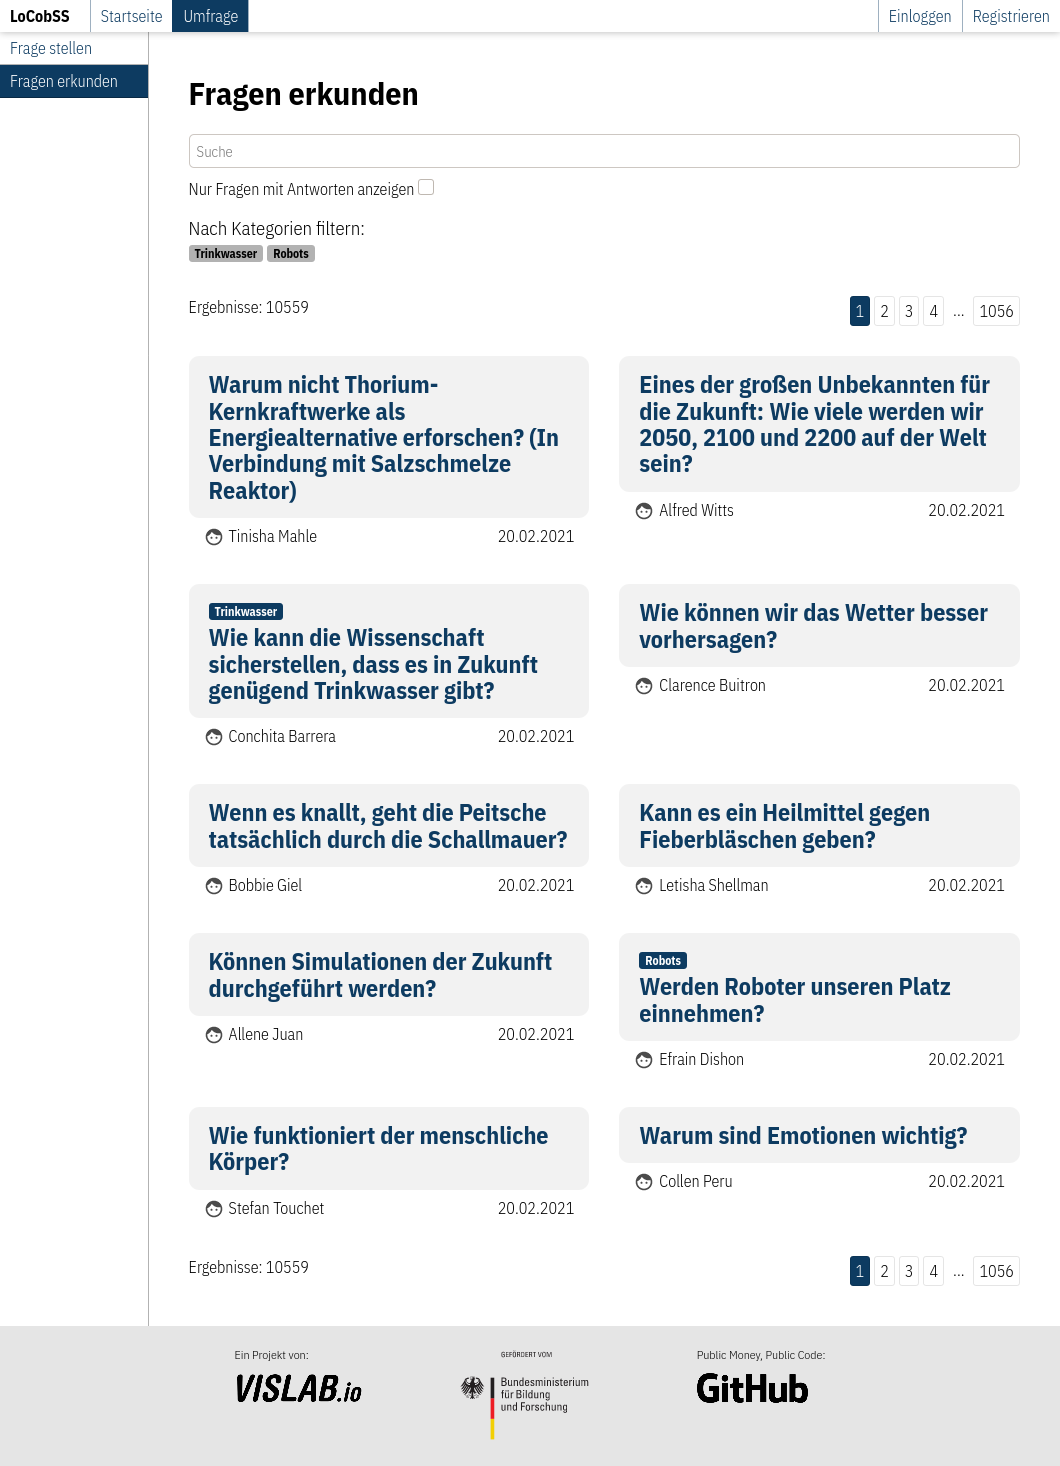 LoCobSS Startseite Umfrage Einloggen Registrieren
Frage stellen
Fragen erkunden
Fragen erkunden
Suche
Nur Fragen mit Antworten anzeigen
Nach Kategorien filtern:
Trinkwasser Robots
Ergebnisse: 10559
1 2 3 4 ... 1056
Warum nicht Thorium-
Kernkraftwerke als
Energiealternative erforschen? (In
Verbindung mit Salzschmelze
Reaktor)
Tinisha Mahle 20.02.2021
Eines der großen Unbekannten für
die Zukunft: Wie viele werden wir
2050, 2100 und 2200 auf der Welt
sein?
Alfred Witts 20.02.2021
Trinkwasser
Wie kann die Wissenschaft
sicherstellen, dass es in Zukunft
genügend Trinkwasser gibt?
Conchita Barrera 20.02.2021
Wie können wir das Wetter besser
vorhersagen?
Clarence Buitron 20.02.2021
Wenn es knallt, geht die Peitsche
tatsächlich durch die Schallmauer?
Bobbie Giel 20.02.2021
Kann es ein Heilmittel gegen
Fieberbläschen geben?
Letisha Shellman 20.02.2021
Können Simulationen der Zukunft
durchgeführt werden?
Allene Juan 20.02.2021
Robots
Werden Roboter unseren Platz
einnehmen?
Efrain Dishon 20.02.2021
Wie funktioniert der menschliche
Körper?
Stefan Touchet 20.02.2021
Warum sind Emotionen wichtig?
Collen Peru 20.02.2021
Ergebnisse: 10559
1 2 3 4 ... 1056
Ein Projekt von:
VISLAB.io
GEFÖRDERT VOM
Bundesministerium
für Bildung
und Forschung
Public Money, Public Code:
GitHub